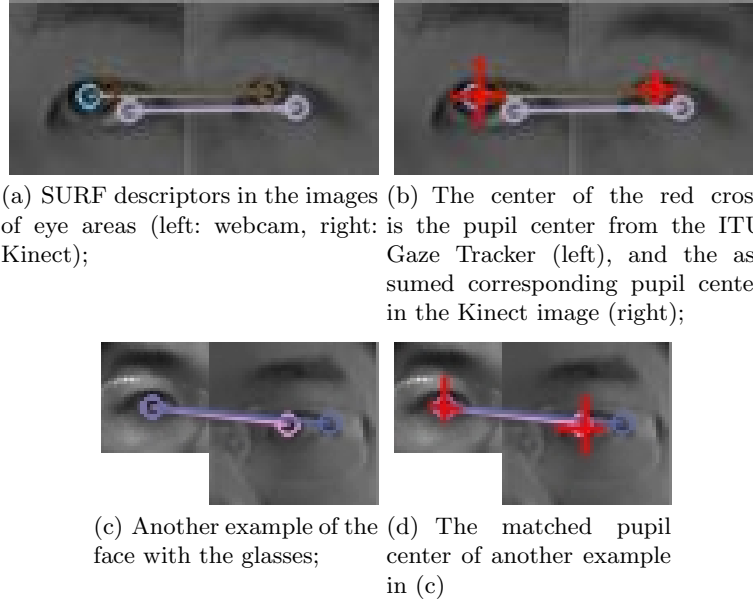 (a) SURF descriptors in the images
of eye areas (left: webcam, right:
Kinect);
(b) The center of the red cros
is the pupil center from the ITU
Gaze Tracker (left), and the as
sumed corresponding pupil cente
in the Kinect image (right);
(c) Another example of the
face with the glasses;
(d) The matched pupil
center of another example
in (c)